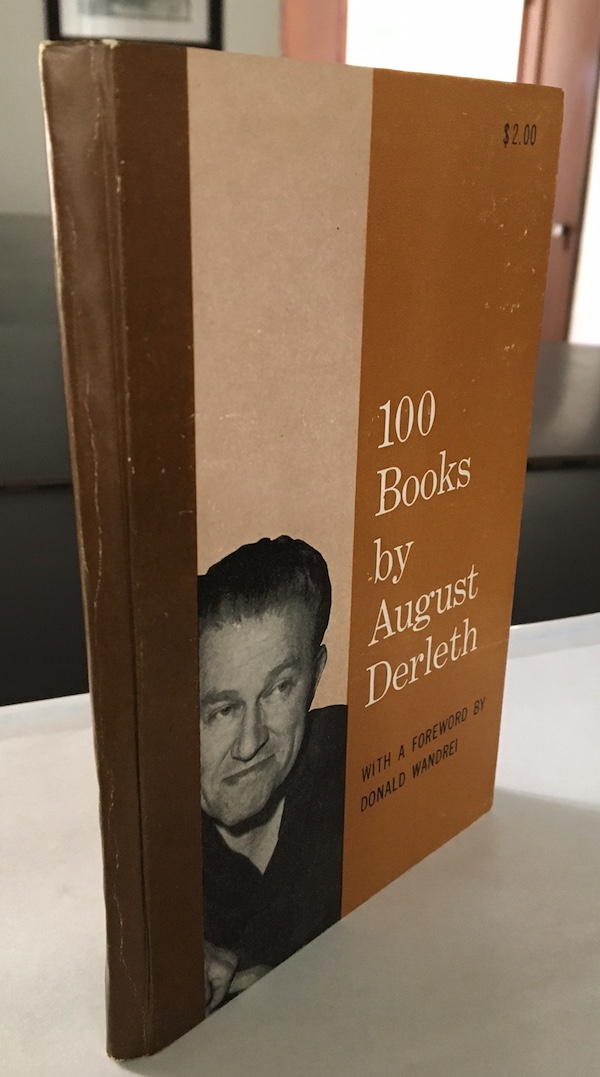 $2.00
100
Books
by
August
Derleth
WITH A FOREWORD BY
DONALD WANDREI